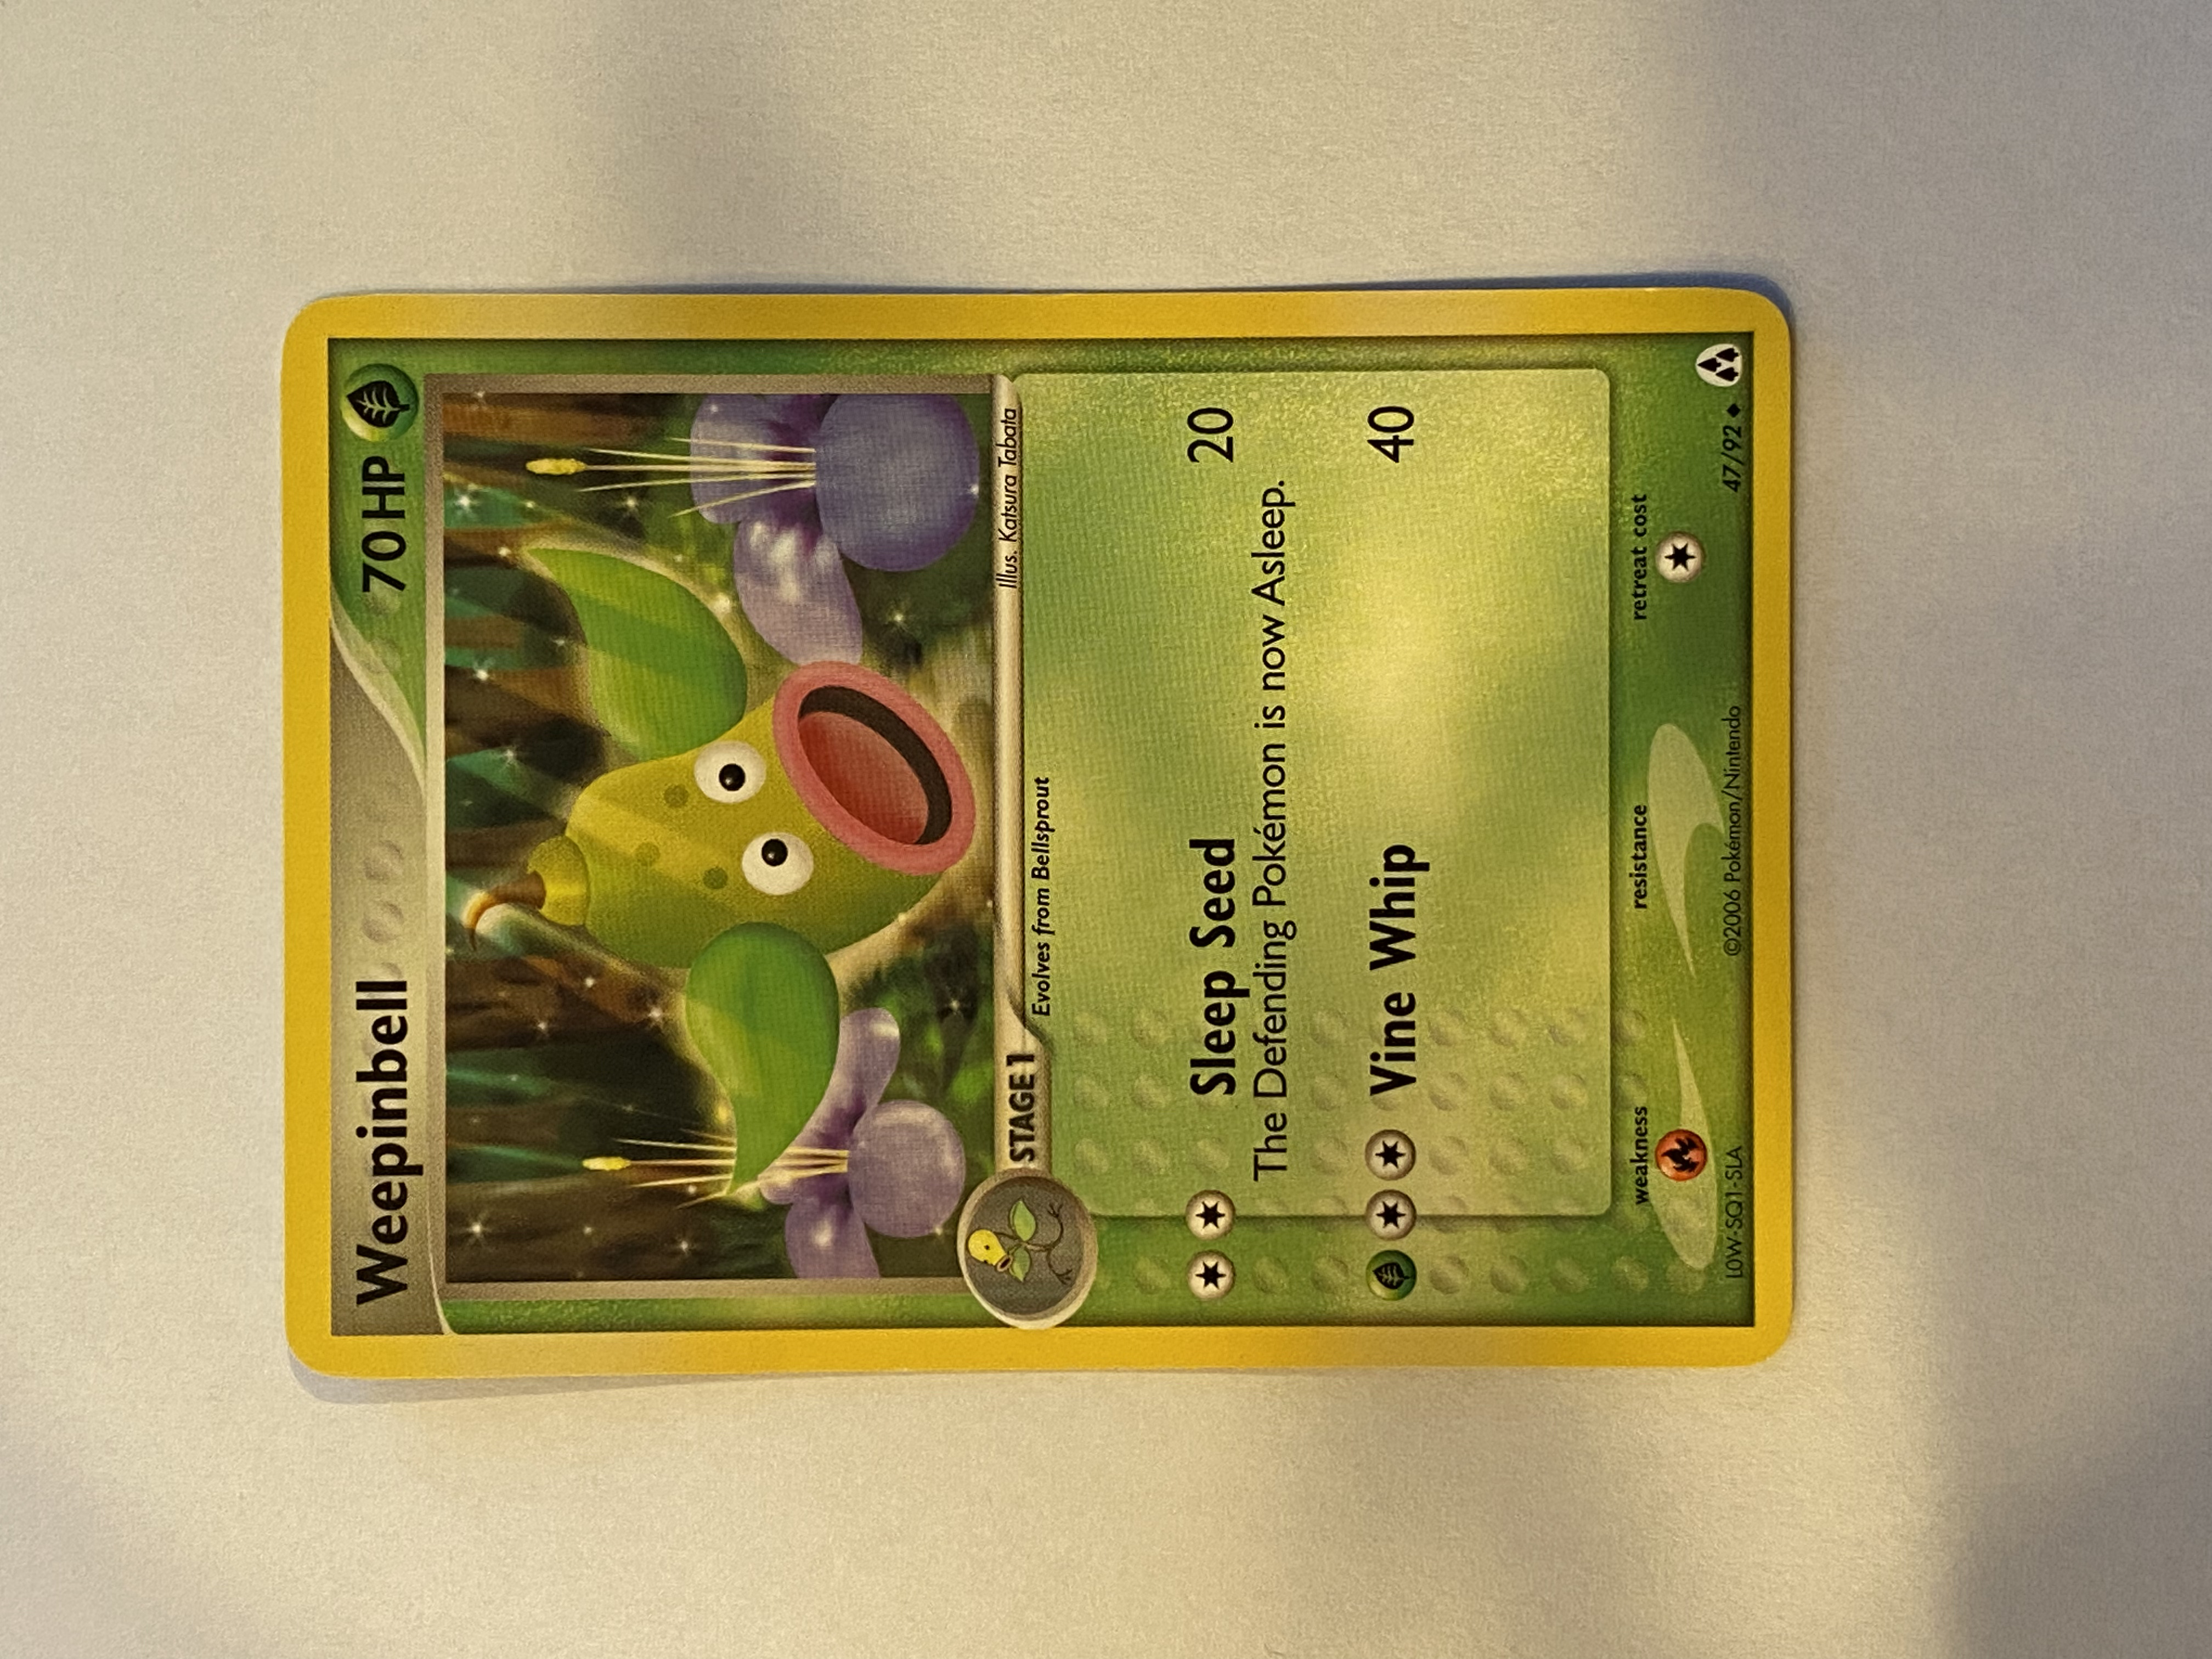 Weepinbell 70 HP
Illus. Katsura Tabata
STAGE 1
Evolves from Bellsprout
Sleep Seed 20
The Defending Pokémon is now Asleep.
Vine Whip 40
weakness resistance retreat cost
L0W-SQ1-SLA ©2006 Pokémon/Nintendo 47/92